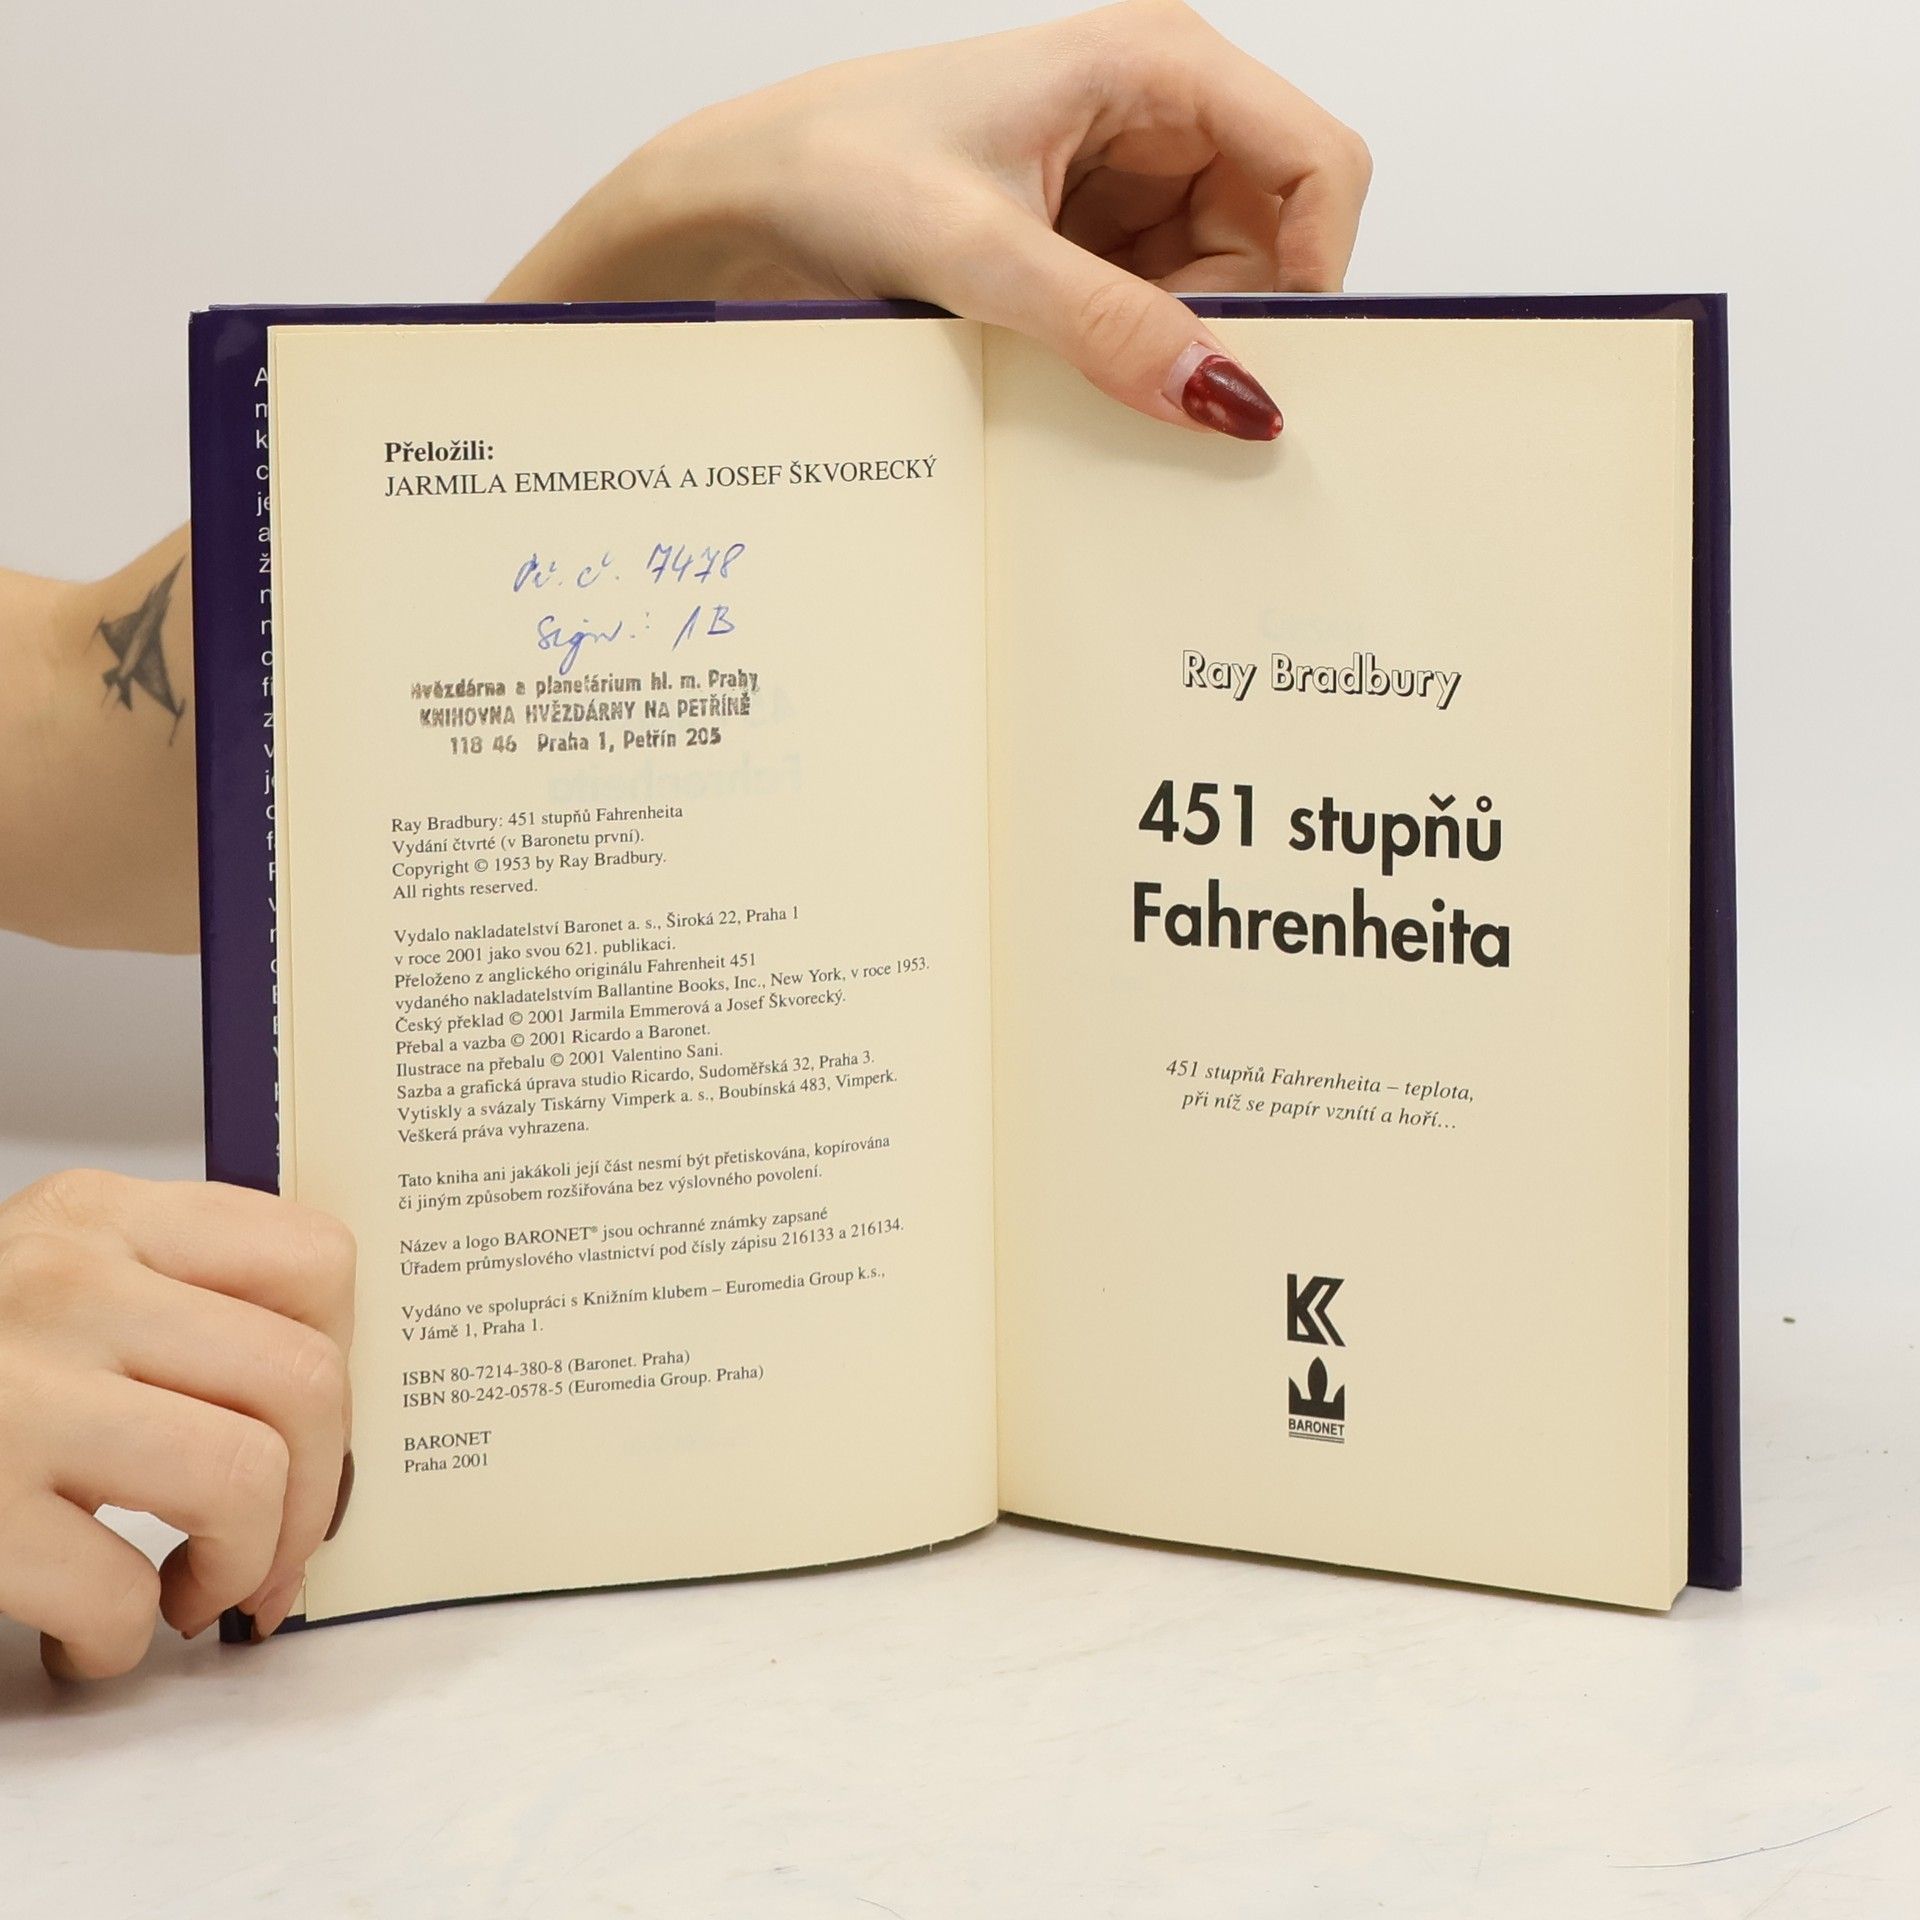 Přeložili:
JARMILA EMMEROVÁ A JOSEF ŠKVORECKÝ
Př. č. 7478
Sign.: 1B
Hvězdárna a planetárium hl. m. Prahy
KNIHOVNA HVĚZDÁRNY NA PETŘÍNĚ
118 46 Praha 1, Petřín 205
Ray Bradbury: 451 stupňů Fahrenheita
Vydání čtvrté (v Baronetu první).
Copyright © 1953 by Ray Bradbury.
All rights reserved.
Vydalo nakladatelství Baronet a. s., Široká 22, Praha 1
v roce 2001 jako svou 621. publikaci.
Přeloženo z anglického originálu Fahrenheit 451
vydaného nakladatelstvím Ballantine Books, Inc., New York, v roce 1953.
Český překlad © 2001 Jarmila Emmerová a Josef Škvorecký.
Přebal a vazba © 2001 Ricardo a Baronet.
Ilustrace na přebalu © 2001 Valentino Sani.
Sazba a grafická úprava studio Ricardo, Sudoměřská 32, Praha 3.
Vytiskly a svázaly Tiskárny Vimperk a. s., Boubínská 483, Vimperk.
Veškerá práva vyhrazena.
Tato kniha ani jakákoli její část nesmí být přetiskována, kopírována
či jiným způsobem rozšiřována bez výslovného povolení.
Název a logo BARONET® jsou ochranné známky zapsané
Úřadem průmyslového vlastnictví pod čísly zápisu 216133 a 216134.
Vydáno ve spolupráci s Knižním klubem – Euromedia Group k.s.,
V Jámě 1, Praha 1.
ISBN 80-7214-380-8 (Baronet. Praha)
ISBN 80-242-0578-5 (Euromedia Group. Praha)
BARONET
Praha 2001
Ray Bradbury
451 stupňů
Fahrenheita
451 stupňů Fahrenheita – teplota,
při níž se papír vznítí a hoří...
BARONET